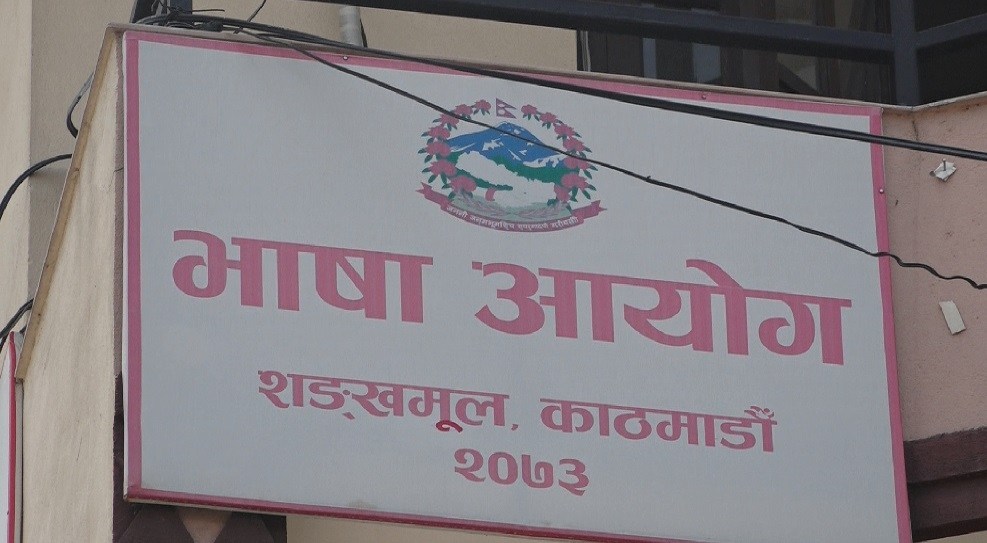 भाषा आयोग
शङ्खमूल, काठमाडौँ
२०७३